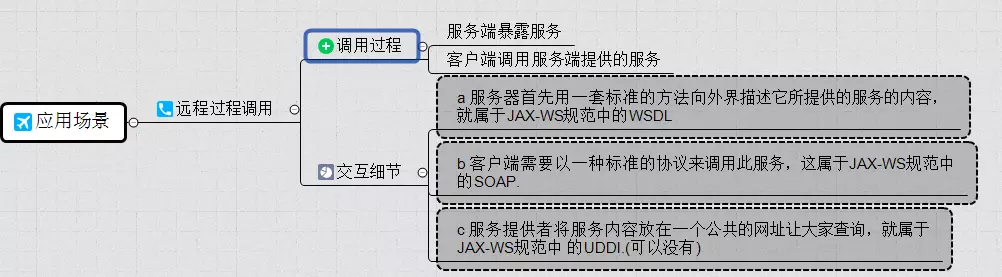 应用场景
远程过程调用
调用过程
服务端暴露服务
客户端调用服务端提供的服务
交互细节
a 服务器首先用一套标准的方法向外界描述它所提供的服务的内容，
就属于JAX-WS规范中的WSDL
b 客户端需要以一种标准的协议来调用此服务，这属于JAX-WS规范中
的SOAP.
c 服务提供者将服务内容放在一个公共的网址让大家查询，就属于
JAX-WS规范中 的UDDI.(可以没有)